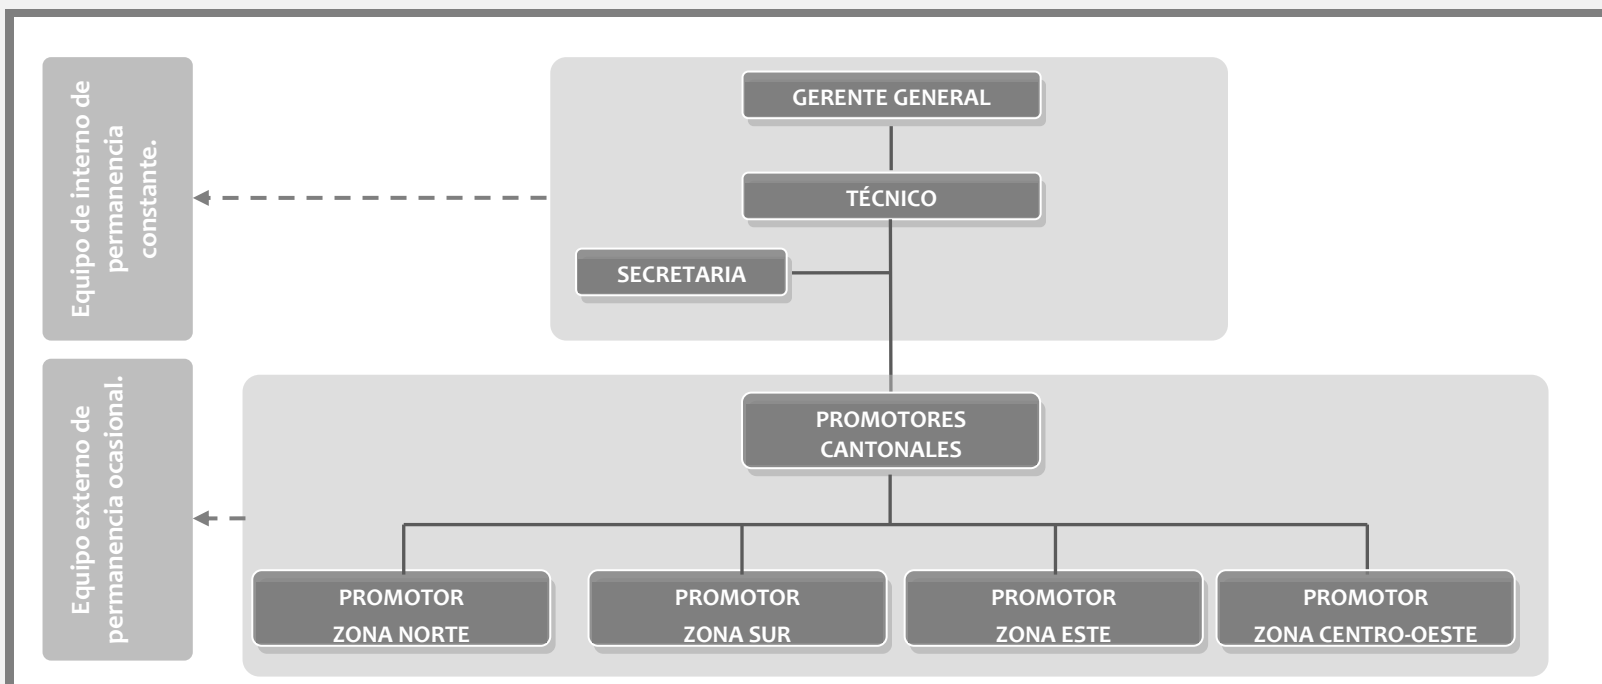 Equipo de interno de
permanencia
constante.
GERENTE GENERAL
TÉCNICO
SECRETARIA
Equipo externo de
permanencia ocasional.
PROMOTORES
CANTONALES
PROMOTOR
ZONA NORTE
PROMOTOR
ZONA SUR
PROMOTOR
ZONA ESTE
PROMOTOR
ZONA CENTRO-OESTE